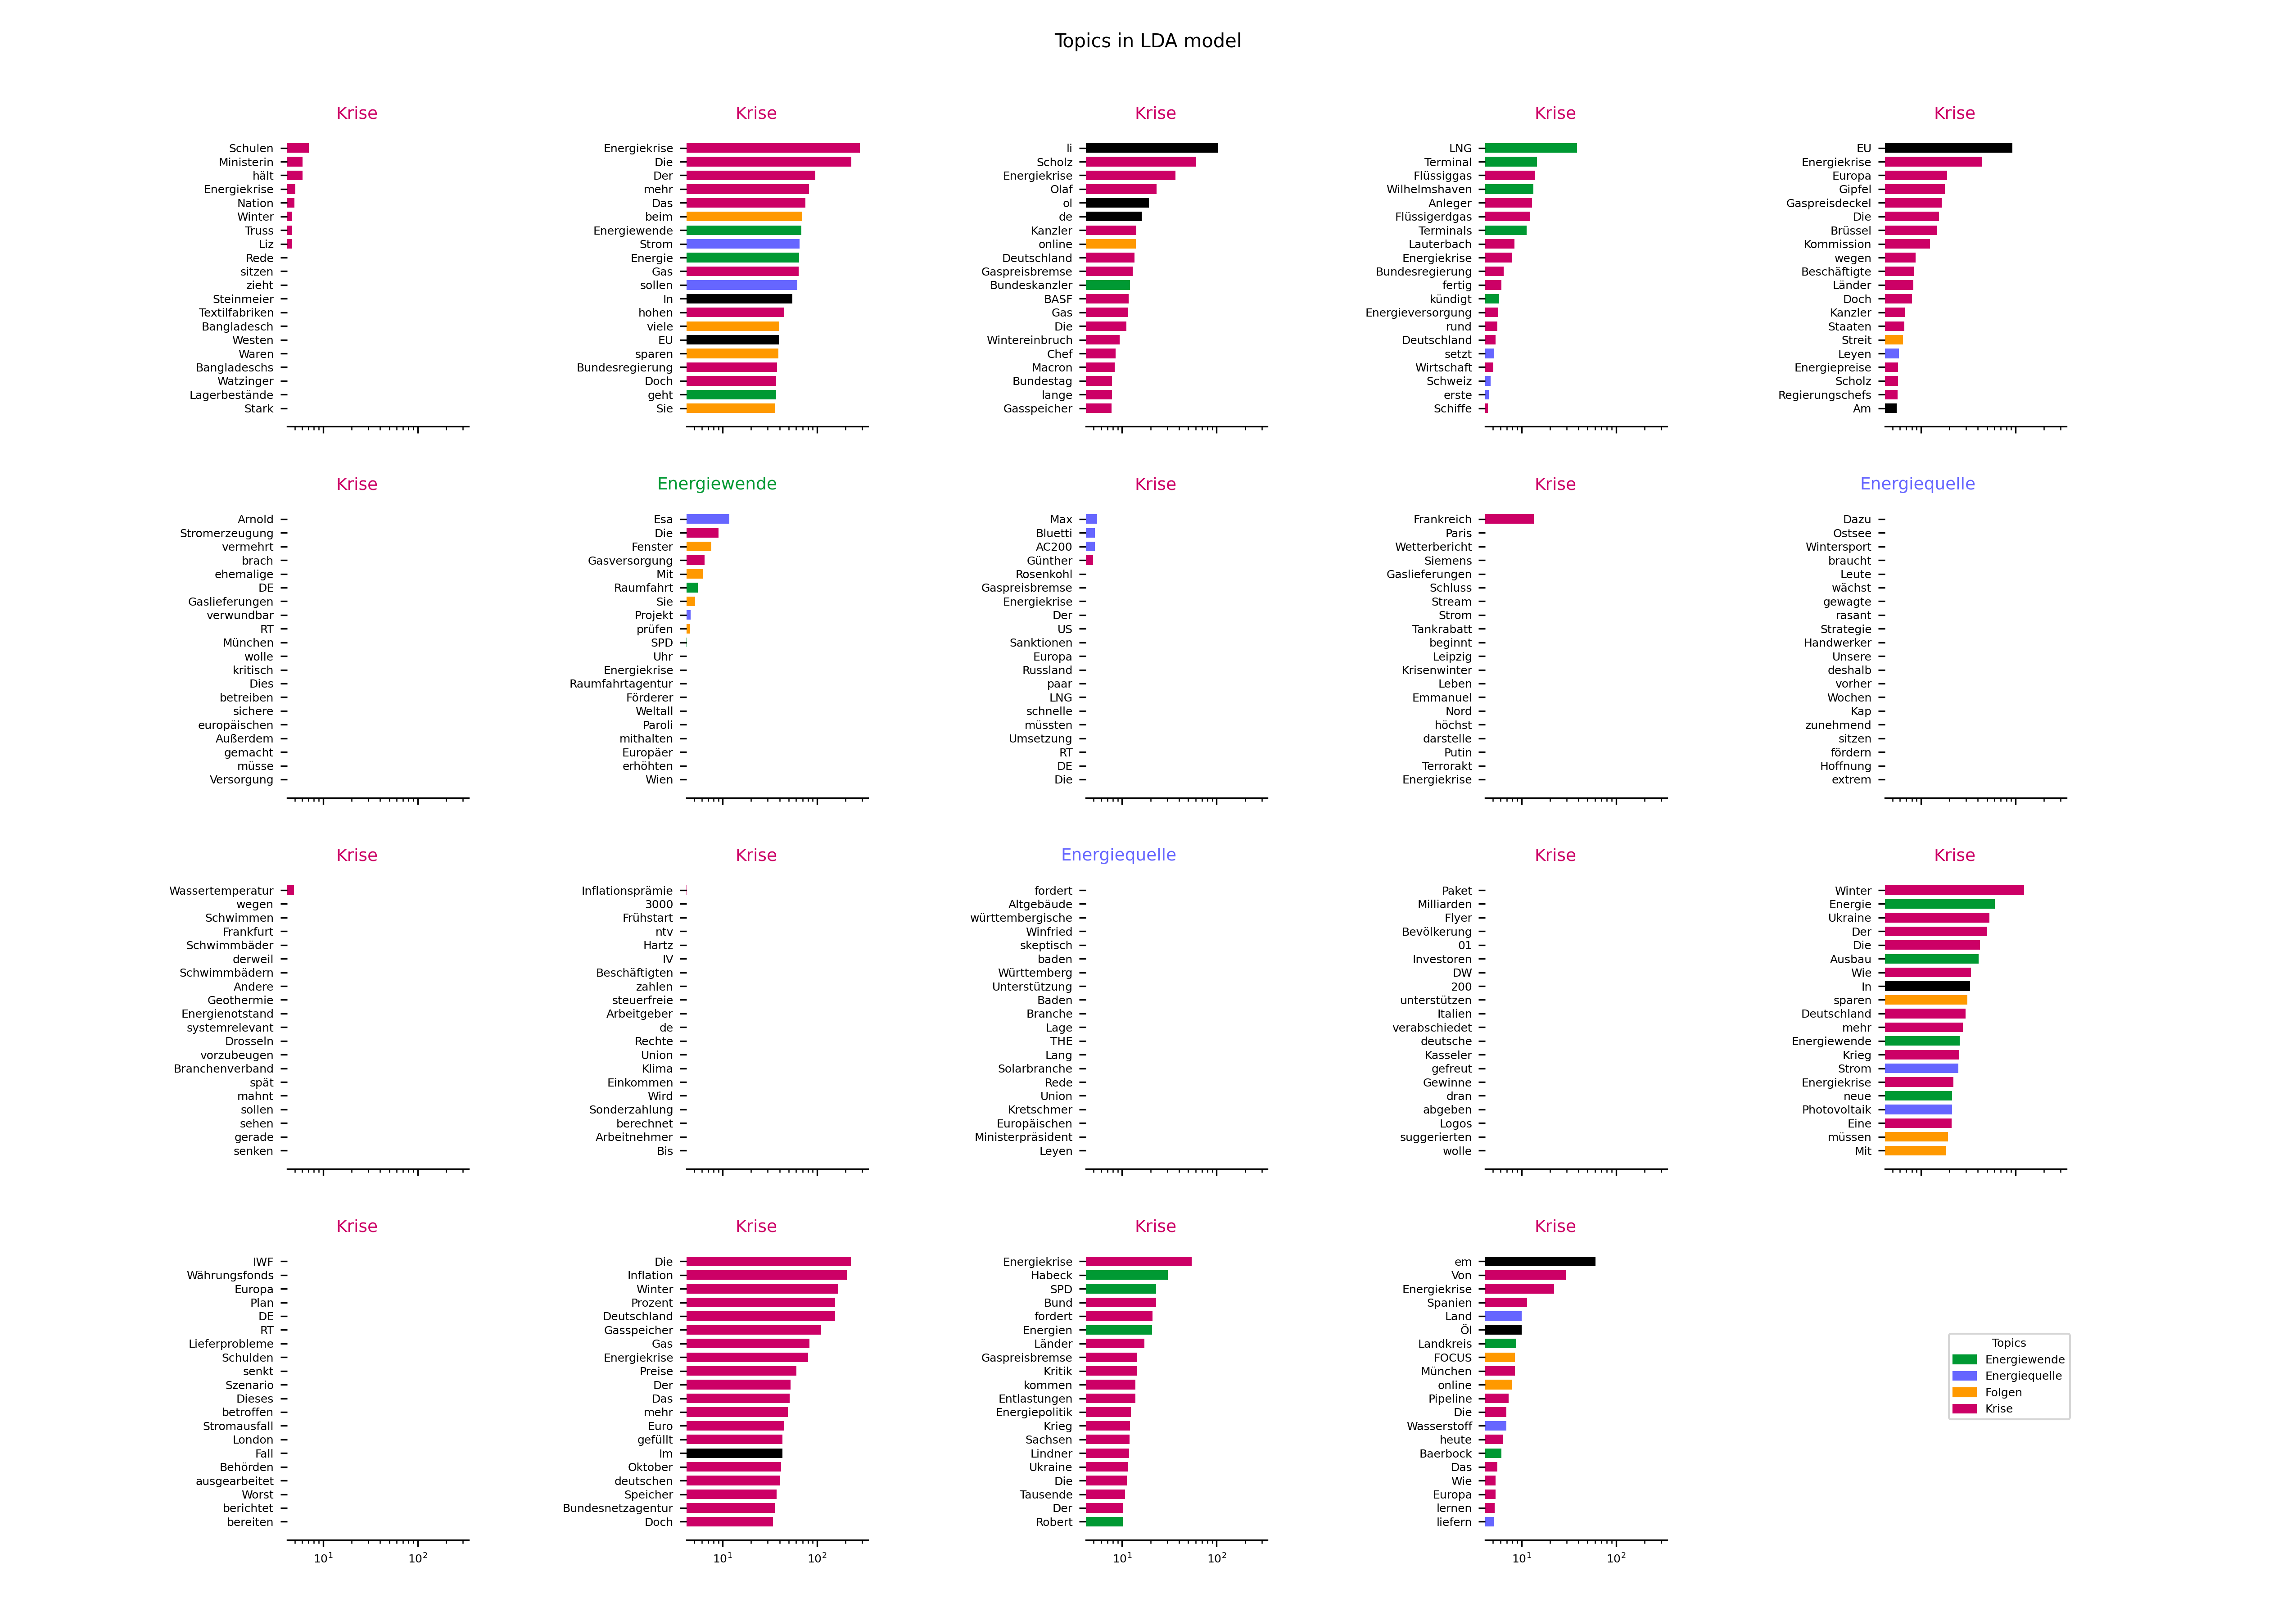 Topics in LDA model
Krise
Schulen
Ministerin
hält
Energiekrise
Nation
Winter
Truss
Liz
Rede
sitzen
zieht
Steinmeier
Textilfabriken
Bangladesch
Westen
Waren
Bangladeschs
Watzinger
Lagerbestände
Stark
Krise
Energiekrise
Die
Der
mehr
Das
beim
Energiewende
Strom
Energie
Gas
sollen
In
hohen
viele
EU
sparen
Bundesregierung
Doch
geht
Sie
Krise
li
Scholz
Energiekrise
Olaf
ol
de
Kanzler
online
Deutschland
Gaspreisbremse
Bundeskanzler
BASF
Gas
Die
Wintereinbruch
Chef
Macron
Bundestag
lange
Gasspeicher
Krise
LNG
Terminal
Flüssiggas
Wilhelmshaven
Anleger
Flüssigerdgas
Terminals
Lauterbach
Energiekrise
Bundesregierung
fertig
kündigt
Energieversorgung
rund
Deutschland
setzt
Wirtschaft
Schweiz
erste
Schiffe
Krise
EU
Energiekrise
Europa
Gipfel
Gaspreisdeckel
Die
Brüssel
Kommission
wegen
Beschäftigte
Länder
Doch
Kanzler
Staaten
Streit
Leyen
Energiepreise
Scholz
Regierungschefs
Am
Krise
Arnold
Stromerzeugung
vermehrt
brach
ehemalige
DE
Gaslieferungen
verwundbar
RT
München
wolle
kritisch
Dies
betreiben
sichere
europäischen
Außerdem
gemacht
müsse
Versorgung
Energiewende
Esa
Die
Fenster
Gasversorgung
Mit
Raumfahrt
Sie
Projekt
prüfen
SPD
Uhr
Energiekrise
Raumfahrtagentur
Förderer
Weltall
Paroli
mithalten
Europäer
erhöhten
Wien
Krise
Max
Bluetti
AC200
Günther
Rosenkohl
Gaspreisbremse
Energiekrise
Der
US
Sanktionen
Europa
Russland
paar
LNG
schnelle
müssten
Umsetzung
RT
DE
Die
Krise
Frankreich
Paris
Wetterbericht
Siemens
Gaslieferungen
Schluss
Stream
Strom
Tankrabatt
beginnt
Leipzig
Krisenwinter
Leben
Emmanuel
Nord
höchst
darstelle
Putin
Terrorakt
Energiekrise
Energiequelle
Dazu
Ostsee
Wintersport
braucht
Leute
wächst
gewagte
rasant
Strategie
Handwerker
Unsere
deshalb
vorher
Wochen
Kap
zunehmend
sitzen
fördern
Hoffnung
extrem
Krise
Wassertemperatur
wegen
Schwimmen
Frankfurt
Schwimmbäder
derweil
Schwimmbädern
Andere
Geothermie
Energienotstand
systemrelevant
Drosseln
vorzubeugen
Branchenverband
spät
mahnt
sollen
sehen
gerade
senken
Krise
Inflationsprämie
3000
Frühstart
ntv
Hartz
IV
Beschäftigten
zahlen
steuerfreie
Arbeitgeber
de
Rechte
Union
Klima
Einkommen
Wird
Sonderzahlung
berechnet
Arbeitnehmer
Bis
Energiequelle
fordert
Altgebäude
württembergische
Winfried
skeptisch
baden
Württemberg
Unterstützung
Baden
Branche
Lage
THE
Lang
Solarbranche
Rede
Union
Kretschmer
Europäischen
Ministerpräsident
Leyen
Krise
Paket
Milliarden
Flyer
Bevölkerung
01
Investoren
DW
200
unterstützen
Italien
verabschiedet
deutsche
Kasseler
gefreut
Gewinne
dran
abgeben
Logos
suggerierten
wolle
Krise
Winter
Energie
Ukraine
Der
Die
Ausbau
Wie
In
sparen
Deutschland
mehr
Energiewende
Krieg
Strom
Energiekrise
neue
Photovoltaik
Eine
müssen
Mit
Krise
IWF
Währungsfonds
Europa
Plan
DE
RT
Lieferprobleme
Schulden
senkt
Szenario
Dieses
betroffen
Stromausfall
London
Fall
Behörden
ausgearbeitet
Worst
berichtet
bereiten
10¹ 10²
Krise
Die
Inflation
Winter
Prozent
Deutschland
Gasspeicher
Gas
Energiekrise
Preise
Der
Das
mehr
Euro
gefüllt
Im
Oktober
deutschen
Speicher
Bundesnetzagentur
Doch
10¹ 10²
Krise
Energiekrise
Habeck
SPD
Bund
fordert
Energien
Länder
Gaspreisbremse
Kritik
kommen
Entlastungen
Energiepolitik
Krieg
Sachsen
Lindner
Ukraine
Die
Tausende
Der
Robert
10¹ 10²
Krise
em
Von
Energiekrise
Spanien
Land
Öl
Landkreis
FOCUS
München
online
Pipeline
Die
Wasserstoff
heute
Baerbock
Das
Wie
Europa
lernen
liefern
10¹ 10²
Topics
Energiewende
Energiequelle
Folgen
Krise